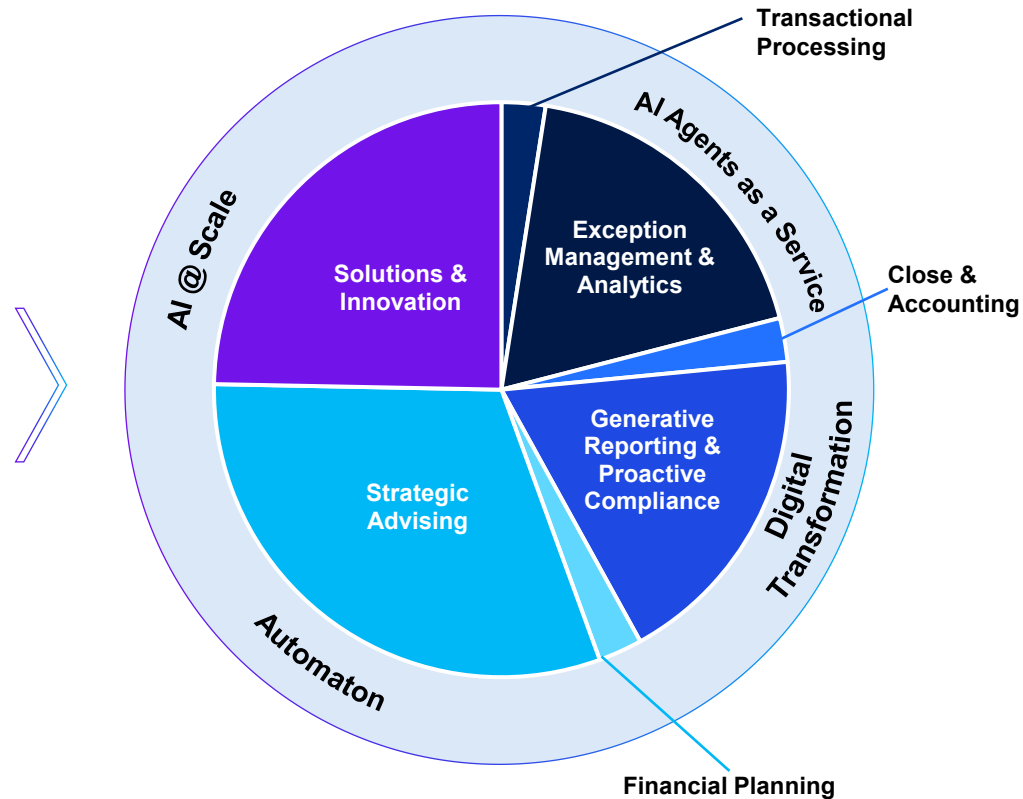 Transactional
Processing
AI Agents as a Service
AI @ Scale
Exception
Management &
Analytics
Solutions &
Innovation
Close &
Accounting
Generative
Reporting &
Proactive
Compliance
Digital
Transformation
Strategic
Advising
Automaton
Financial Planning